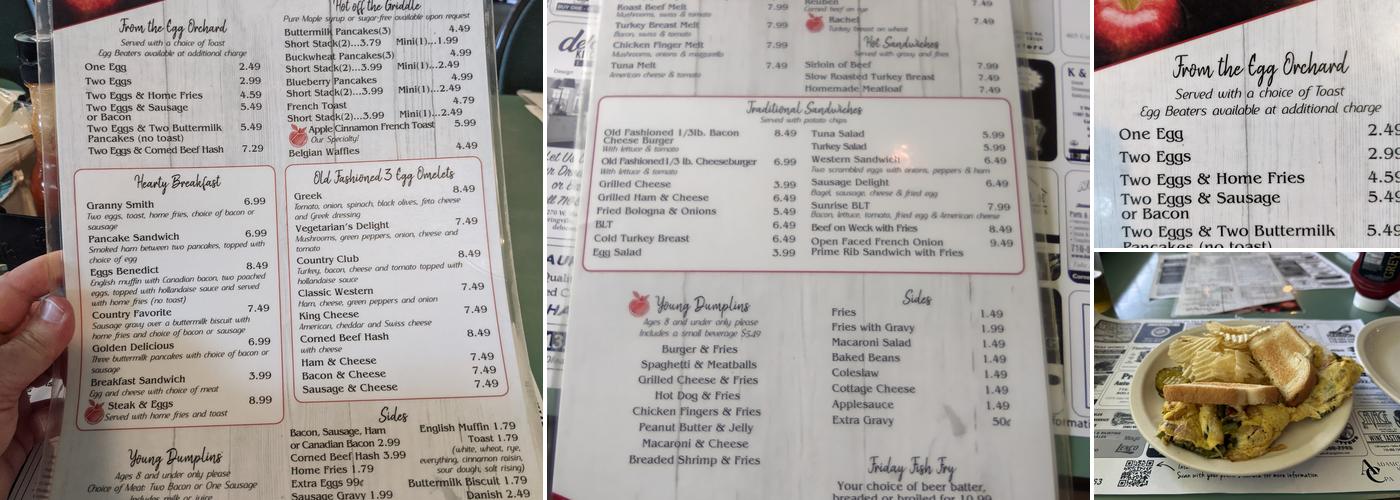 From the Egg Orchard
Served with a choice of Toast
Egg Beaters available at additional charge
One Egg 2.49
Two Eggs 2.99
Two Eggs & Home Fries 4.59
Two Eggs & Sausage 5.49
or Bacon
Two Eggs & Two Buttermilk 5.49
Pancakes (no toast)
Two Eggs & Corned Beef Hash 7.29
Hearty Breakfast
Granny Smith 6.99
Two eggs, toast, home fries, choice of bacon or
sausage
Pancake Sandwich 6.99
Smoked ham between two pancakes, topped with
choice of egg
Eggs Benedict 8.49
English muffin with Canadian bacon, two poached
eggs, topped with hollandaise sauce and served
with home fries (no toast)
Country Favorite 7.49
Sausage gravy over a buttermilk biscuit with
home fries and choice of bacon or sausage
Golden Delicious 6.99
Three buttermilk pancakes with choice of bacon or
sausage
Breakfast Sandwich 3.99
Egg and cheese with choice of meat
Steak & Eggs 8.99
Served with home fries and toast
Young Dumplins
Ages 8 and under only please
Choice of Meat: Two Bacon or One Sausage
Includes milk or juice
Hot off the Griddle
Pure Maple syrup or sugar-free available upon request
Buttermilk Pancakes(3) 4.49
Short Stack(2)...3.79 Mini(1)...1.99
Buckwheat Pancakes(3) 4.99
Short Stack(2)...3.99 Mini(1)..2.49
Blueberry Pancakes 4.99
Short Stack(2)...3.99 Mini(1)...2.49
French Toast 4.79
Short Stack(2)...3.99 Mini(1)...2.49
Apple Cinnamon French Toast 5.99
Our Specialty!
Belgian Waffles 4.49
Old Fashioned 3 Egg Omelets
Greek 8.49
Tomato, onion, spinach, black olives, feta cheese
and Greek dressing
Vegetarian's Delight 7.49
Mushrooms, green peppers, onion, cheese and
tomato
Country Club 8.49
Turkey, bacon, cheese and tomato topped with
hollandaise sauce
Classic Western 7.49
Ham, cheese, green peppers and onion
King Cheese 7.49
American, cheddar and Swiss cheese
Corned Beef Hash 8.49
with cheese
Ham & Cheese 7.49
Bacon & Cheese 7.49
Sausage & Cheese 7.49
Sides
Bacon, Sausage, Ham
or Canadian Bacon 2.99
Corned Beef Hash 3.99
Home Fries 1.79
Extra Eggs 99¢
Sausage Gravy 1.99
English Muffin 1.79
Toast 1.79
(white, wheat, rye,
everything, cinnamon raisin,
sour dough, salt rising)
Buttermilk Biscuit 1.79
Danish 2.49
Roast Beef Melt 7.99
Mushrooms, swiss & tomato
Turkey Breast Melt 7.99
Bacon, swiss & tomato
Chicken Finger Melt 7.99
Mushrooms, onions & mozzarella
Tuna Melt 7.49
American cheese & tomato
Reuben 7.49
Corned beef on rye
Rachel 7.49
Turkey breast on wheat
Hot Sandwiches
Served with gravy and fries
Sirloin of Beef 7.99
Slow Roasted Turkey Breast 7.49
Homemade Meatloaf 7.49
Traditional Sandwiches
Served with potato chips
Old Fashioned 1/3lb. Bacon 8.49
Cheese Burger
With lettuce & tomato
Old Fashioned 1/3 lb. Cheeseburger 6.99
With lettuce & tomato
Grilled Cheese 3.99
Grilled Ham & Cheese 6.49
Fried Bologna & Onions 5.49
BLT 6.49
Cold Turkey Breast 6.49
Egg Salad 3.99
Tuna Salad 5.99
Turkey Salad 5.99
Western Sandwich 6.49
Two scrambled eggs with onions, peppers & ham
Sausage Delight 6.49
Bagel, sausage, cheese & fried egg
Sunrise BLT 7.99
Bacon, lettuce, tomato, fried egg & American cheese
Beef on Weck with Fries 8.49
Open Faced French Onion 9.49
Prime Rib Sandwich with Fries
Young Dumplins
Ages 8 and under only please
Includes a small beverage $5.49
Burger & Fries
Spaghetti & Meatballs
Grilled Cheese & Fries
Hot Dog & Fries
Chicken Fingers & Fries
Peanut Butter & Jelly
Macaroni & Cheese
Breaded Shrimp & Fries
Sides
Fries 1.49
Fries with Gravy 1.99
Macaroni Salad 1.49
Baked Beans 1.49
Coleslaw 1.49
Cottage Cheese 1.49
Applesauce 1.49
Extra Gravy 50¢
Friday Fish Fry
Your choice of beer batter,
breaded or broiled for 10.99
From the Egg Orchard
Served with a choice of Toast
Egg Beaters available at additional charge
One Egg 2.49
Two Eggs 2.99
Two Eggs & Home Fries 4.59
Two Eggs & Sausage 5.49
or Bacon
Two Eggs & Two Buttermilk 5.49
Pancakes (no toast)